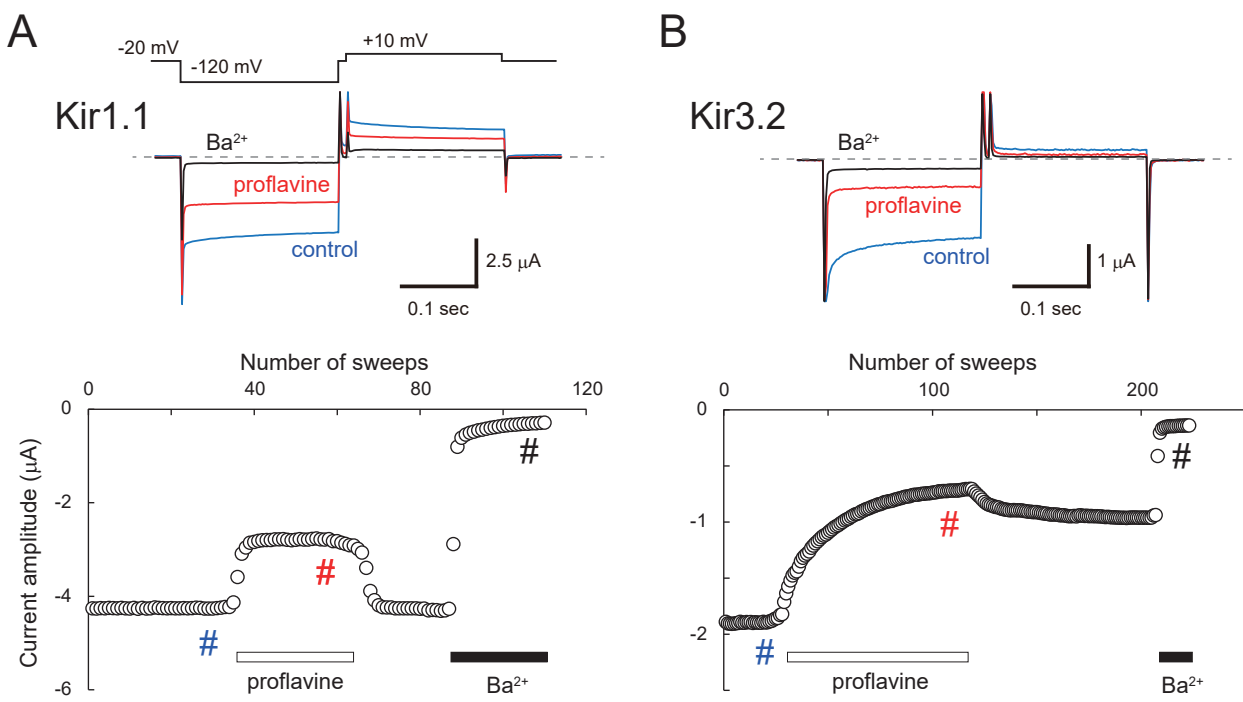 A
-20 mV
-120 mV
+10 mV
Kir1.1
Ba²⁺
proflavine
control
2.5 μA
0.1 sec
Number of sweeps
0 40 80 120
0
-2
-4
-6
Current amplitude (μA)
#
#
#
proflavine
Ba²⁺
B
Kir3.2
Ba²⁺
proflavine
control
1 μA
0.1 sec
Number of sweeps
0 100 200
0
-1
-2
#
#
#
proflavine
Ba²⁺